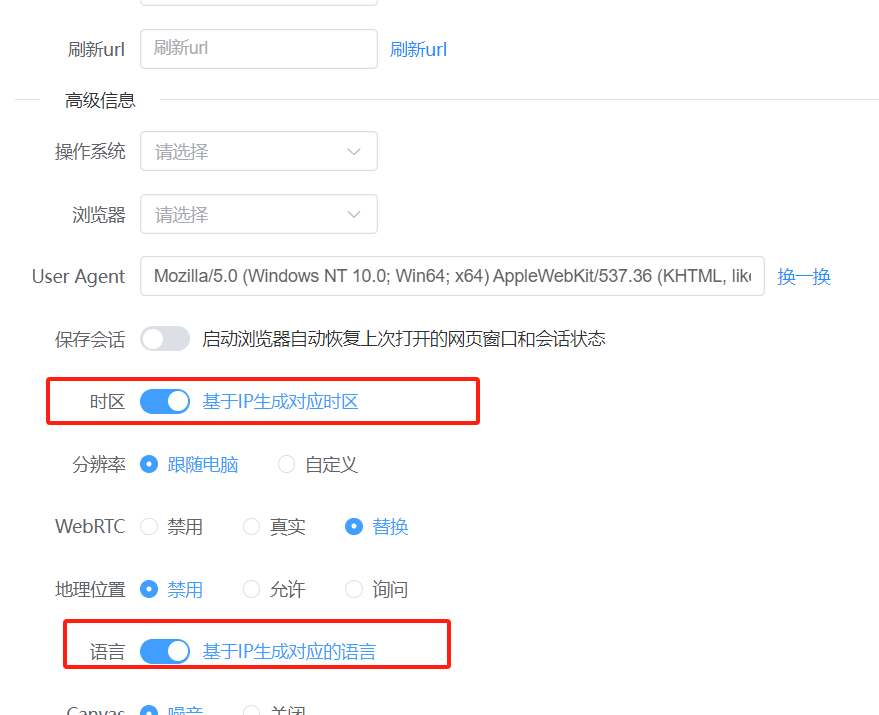 刷新url 刷新url 刷新url
高级信息
操作系统 请选择
浏览器 请选择
User Agent Mozilla/5.0 (Windows NT 10.0; Win64; x64) AppleWebKit/537.36 (KHTML, like 换一换
保存会话 启动浏览器自动恢复上次打开的网页窗口和会话状态
时区 基于IP生成对应时区
分辨率 跟随电脑 自定义
WebRTC 禁用 真实 替换
地理位置 禁用 允许 询问
语言 基于IP生成对应的语言
Canvas 噪音 关闭